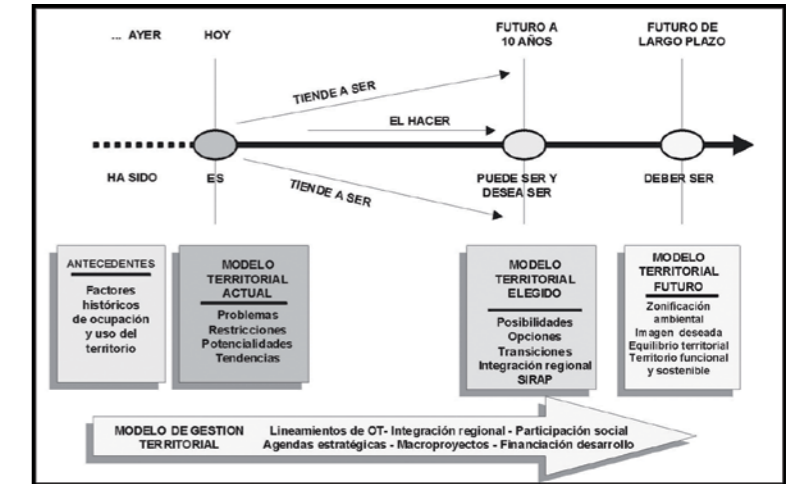 ... AYER
HOY
FUTURO A
10 AÑOS
FUTURO DE
LARGO PLAZO
TIENDE A SER
EL HACER
HA SIDO
ES
TIENDE A SER
PUEDE SER Y
DESEA SER
DEBER SER
ANTECEDENTES
Factores
históricos
de ocupación
y uso del
territorio
MODELO
TERRITORIAL
ACTUAL
Problemas
Restricciones
Potencialidades
Tendencias
MODELO
TERRITORIAL
ELEGIDO
Posibilidades
Opciones
Transiciones
Integración regional
SIRAP
MODELO
TERRITORIAL
FUTURO
Zonificación
ambiental
Imagen deseada
Equilibrio territorial
Territorio funcional
y sostenible
MODELO DE GESTION
TERRITORIAL
Lineamientos de OT- Integración regional - Participación social
Agendas estratégicas - Macroproyectos - Financiación desarrollo